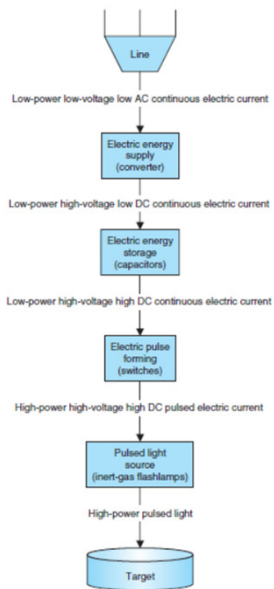 Line
Low-power low-voltage low AC continuous electric current
Electric energy
supply
(converter)
Low-power high-voltage low DC continuous electric current
Electric energy
storage
(capacitors)
Low-power high-voltage high DC continuous electric current
Electric pulse
forming
(switches)
High-power high-voltage high DC pulsed electric current
Pulsed light
source
(inert-gas flashlamps)
High-power pulsed light
Target